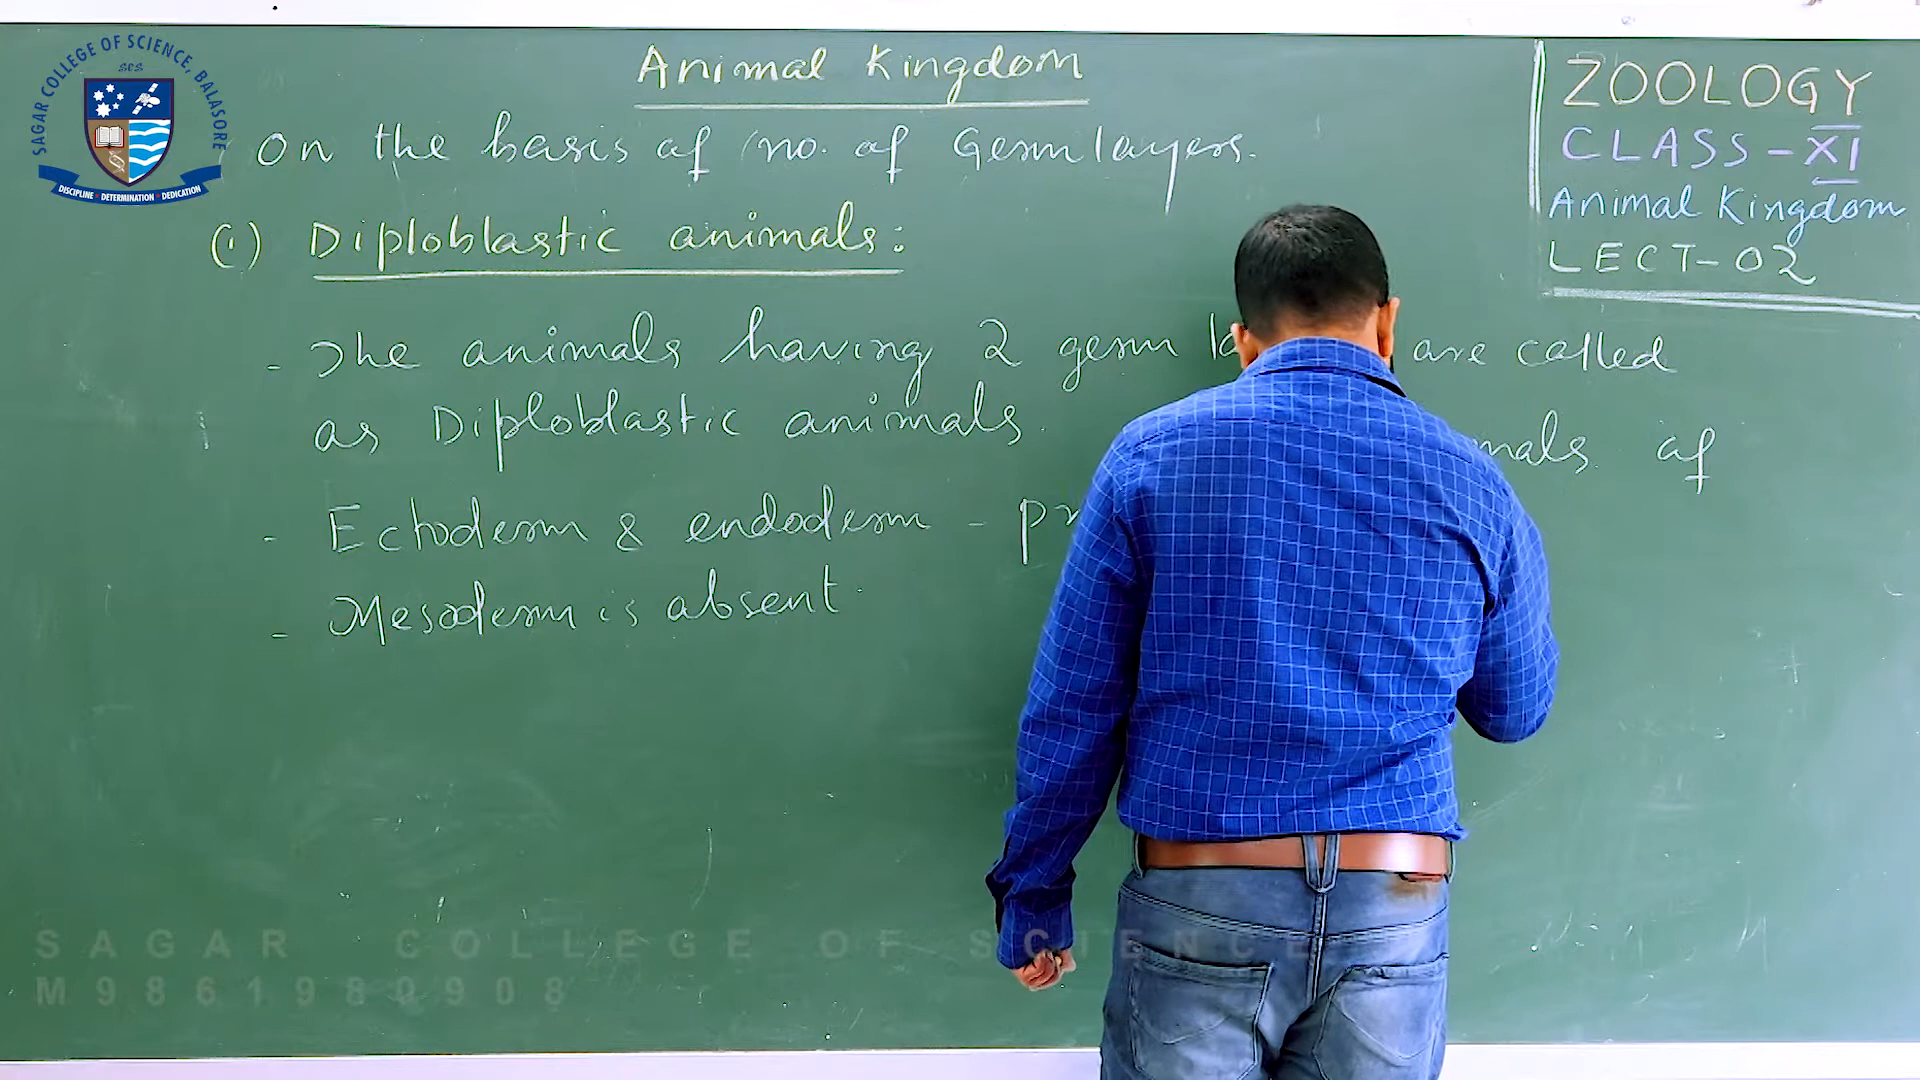 SAGAR COLLEGE OF SCIENCE, BALASORE
SCS
DISCIPLINE • DETERMINATION • DEDICATION
Animal Kingdom
On the basis of no. of Germ layers.
(i) Diploblastic animals:
- The animals having 2 germ are called
as Diploblastic animals.
of
- Ectoderm & endoderm -
- Mesoderm is absent.
ZOOLOGY
CLASS - XI
Animal Kingdom
LECT-02
SAGAR COLLEGE OF SCIENCE
M9861980908